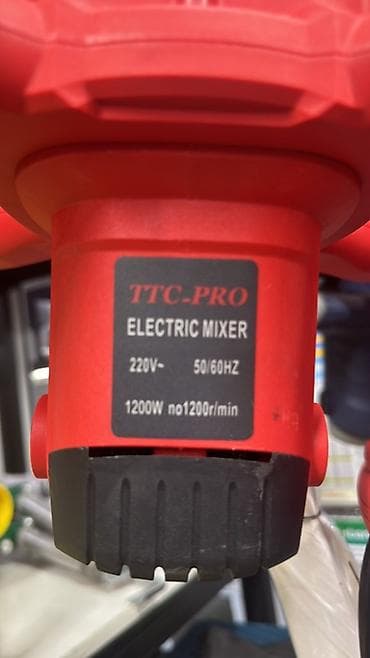 TTC-PRO
ELECTRIC MIXER
220V~ 50/60HZ
1200W no1200r/min